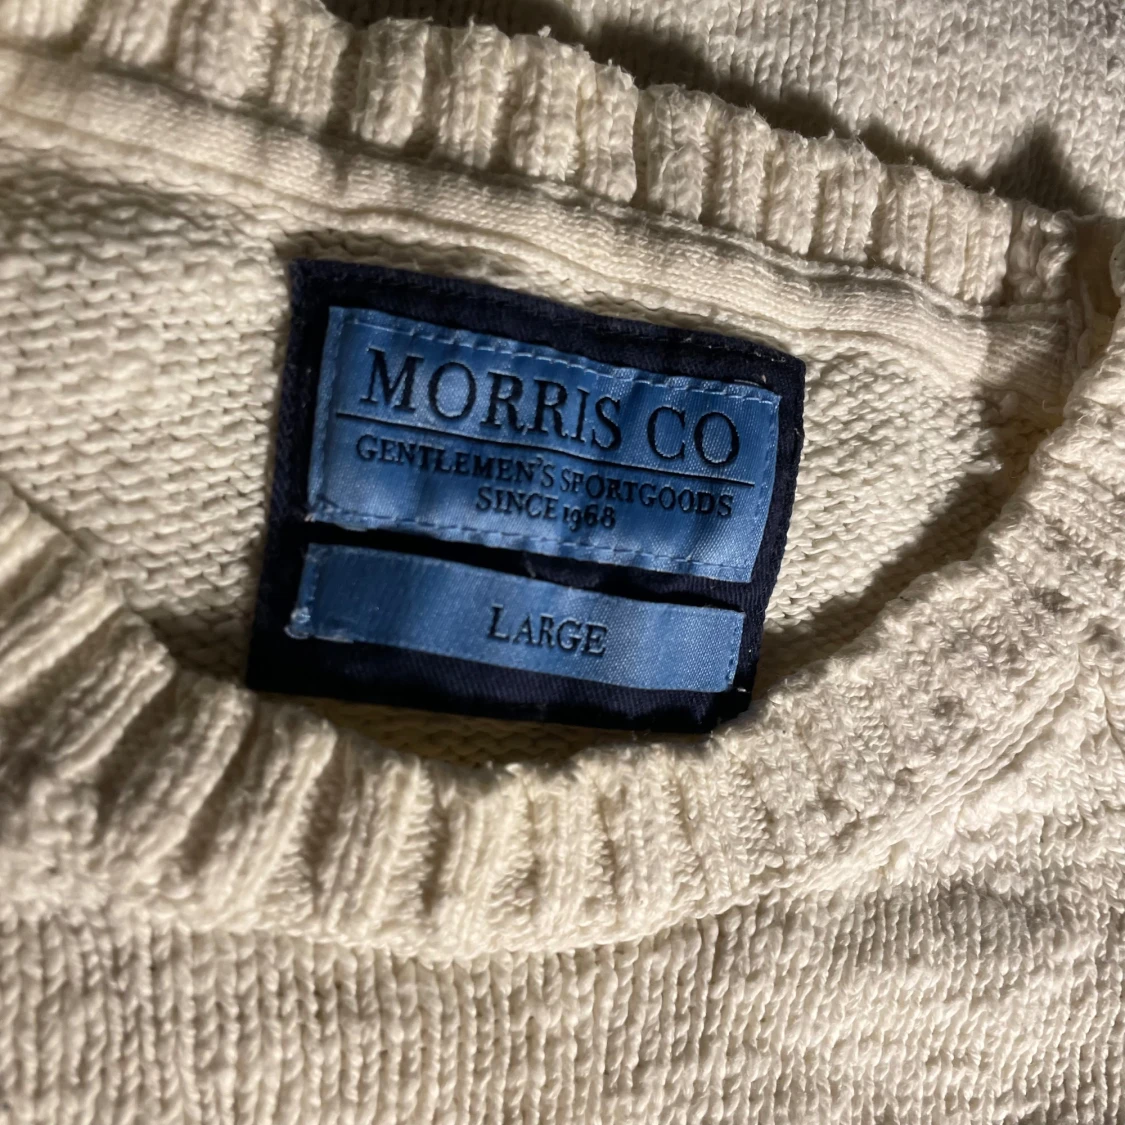 MORRIS CO
GENTLEMEN'S SPORTGOODS
SINCE 1968
LARGE